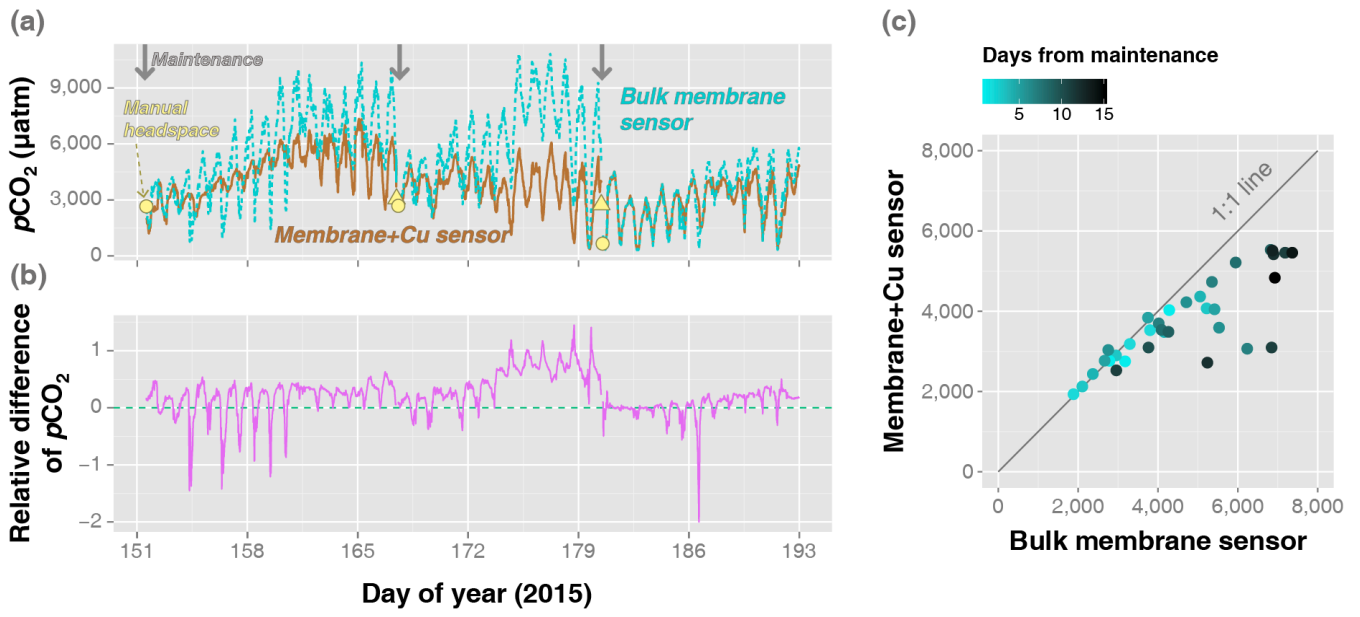 (a)
Maintenance
Manual
headspace
Bulk membrane
sensor
Membrane+Cu sensor
pCO₂ (µatm)
9,000
6,000
3,000
0
(b)
Relative difference
of pCO₂
1
0
−1
−2
151 158 165 172 179 186 193
Day of year (2015)
(c)
Days from maintenance
5 10 15
Membrane+Cu sensor
8,000
6,000
4,000
2,000
0
1:1 line
0 2,000 4,000 6,000 8,000
Bulk membrane sensor